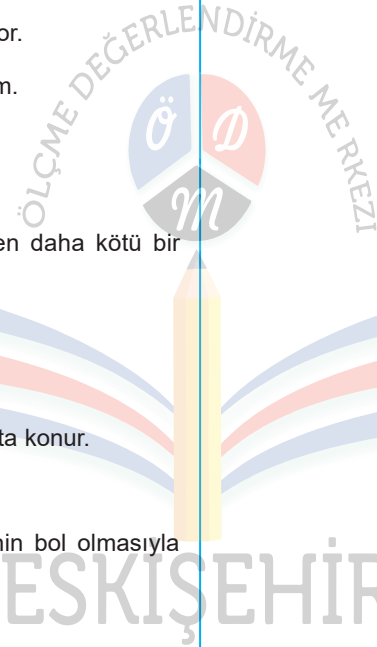 or.
m.
ÖLÇME DEĞERLENDİRME MERKEZİ
Ö D
M
en daha kötü bir
ta konur.
nin bol olmasıyla
ESKİŞEHİR